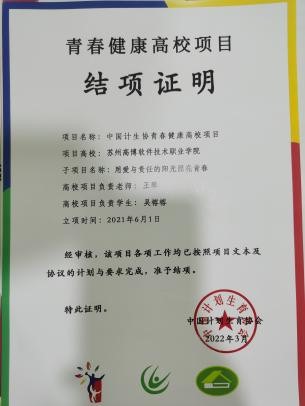 青春健康高校项目
结项证明
项目名称：中国计生协青春健康高校项目
项目高校：苏州高博软件技术职业学院
子项目名称：用爱与责任的阳光照亮青春
高校项目负责老师：王
高校项目负责学生：吴榕榕
立项时间：2021年6月1日
经审核，该项目各项工作均已按照项目文本及
协议的计划与要求完成，准予结项。
特此证明。
中国计划生育协会
2022年3月